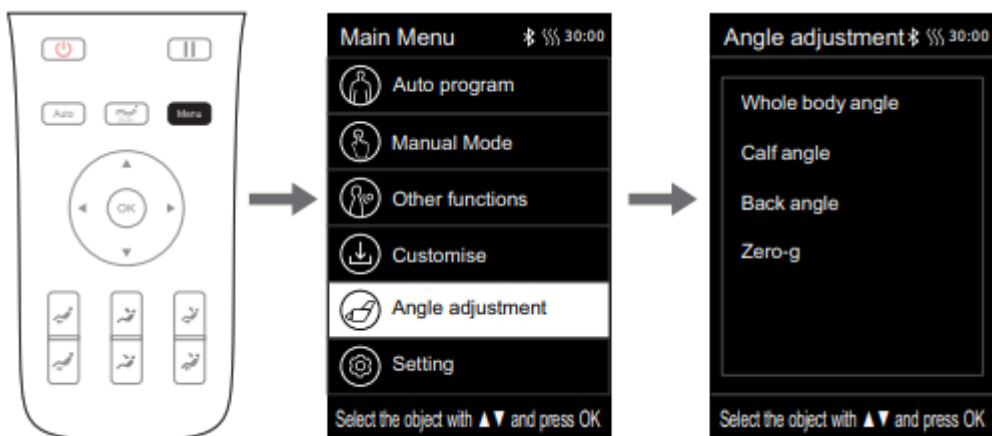 Auto
Menu
OK
Main Menu 30:00
Auto program
Manual Mode
Other functions
Customise
Angle adjustment
Setting
Select the object with ▲▼ and press OK
Angle adjustment 30:00
Whole body angle
Calf angle
Back angle
Zero-g
Select the object with ▲▼ and press OK